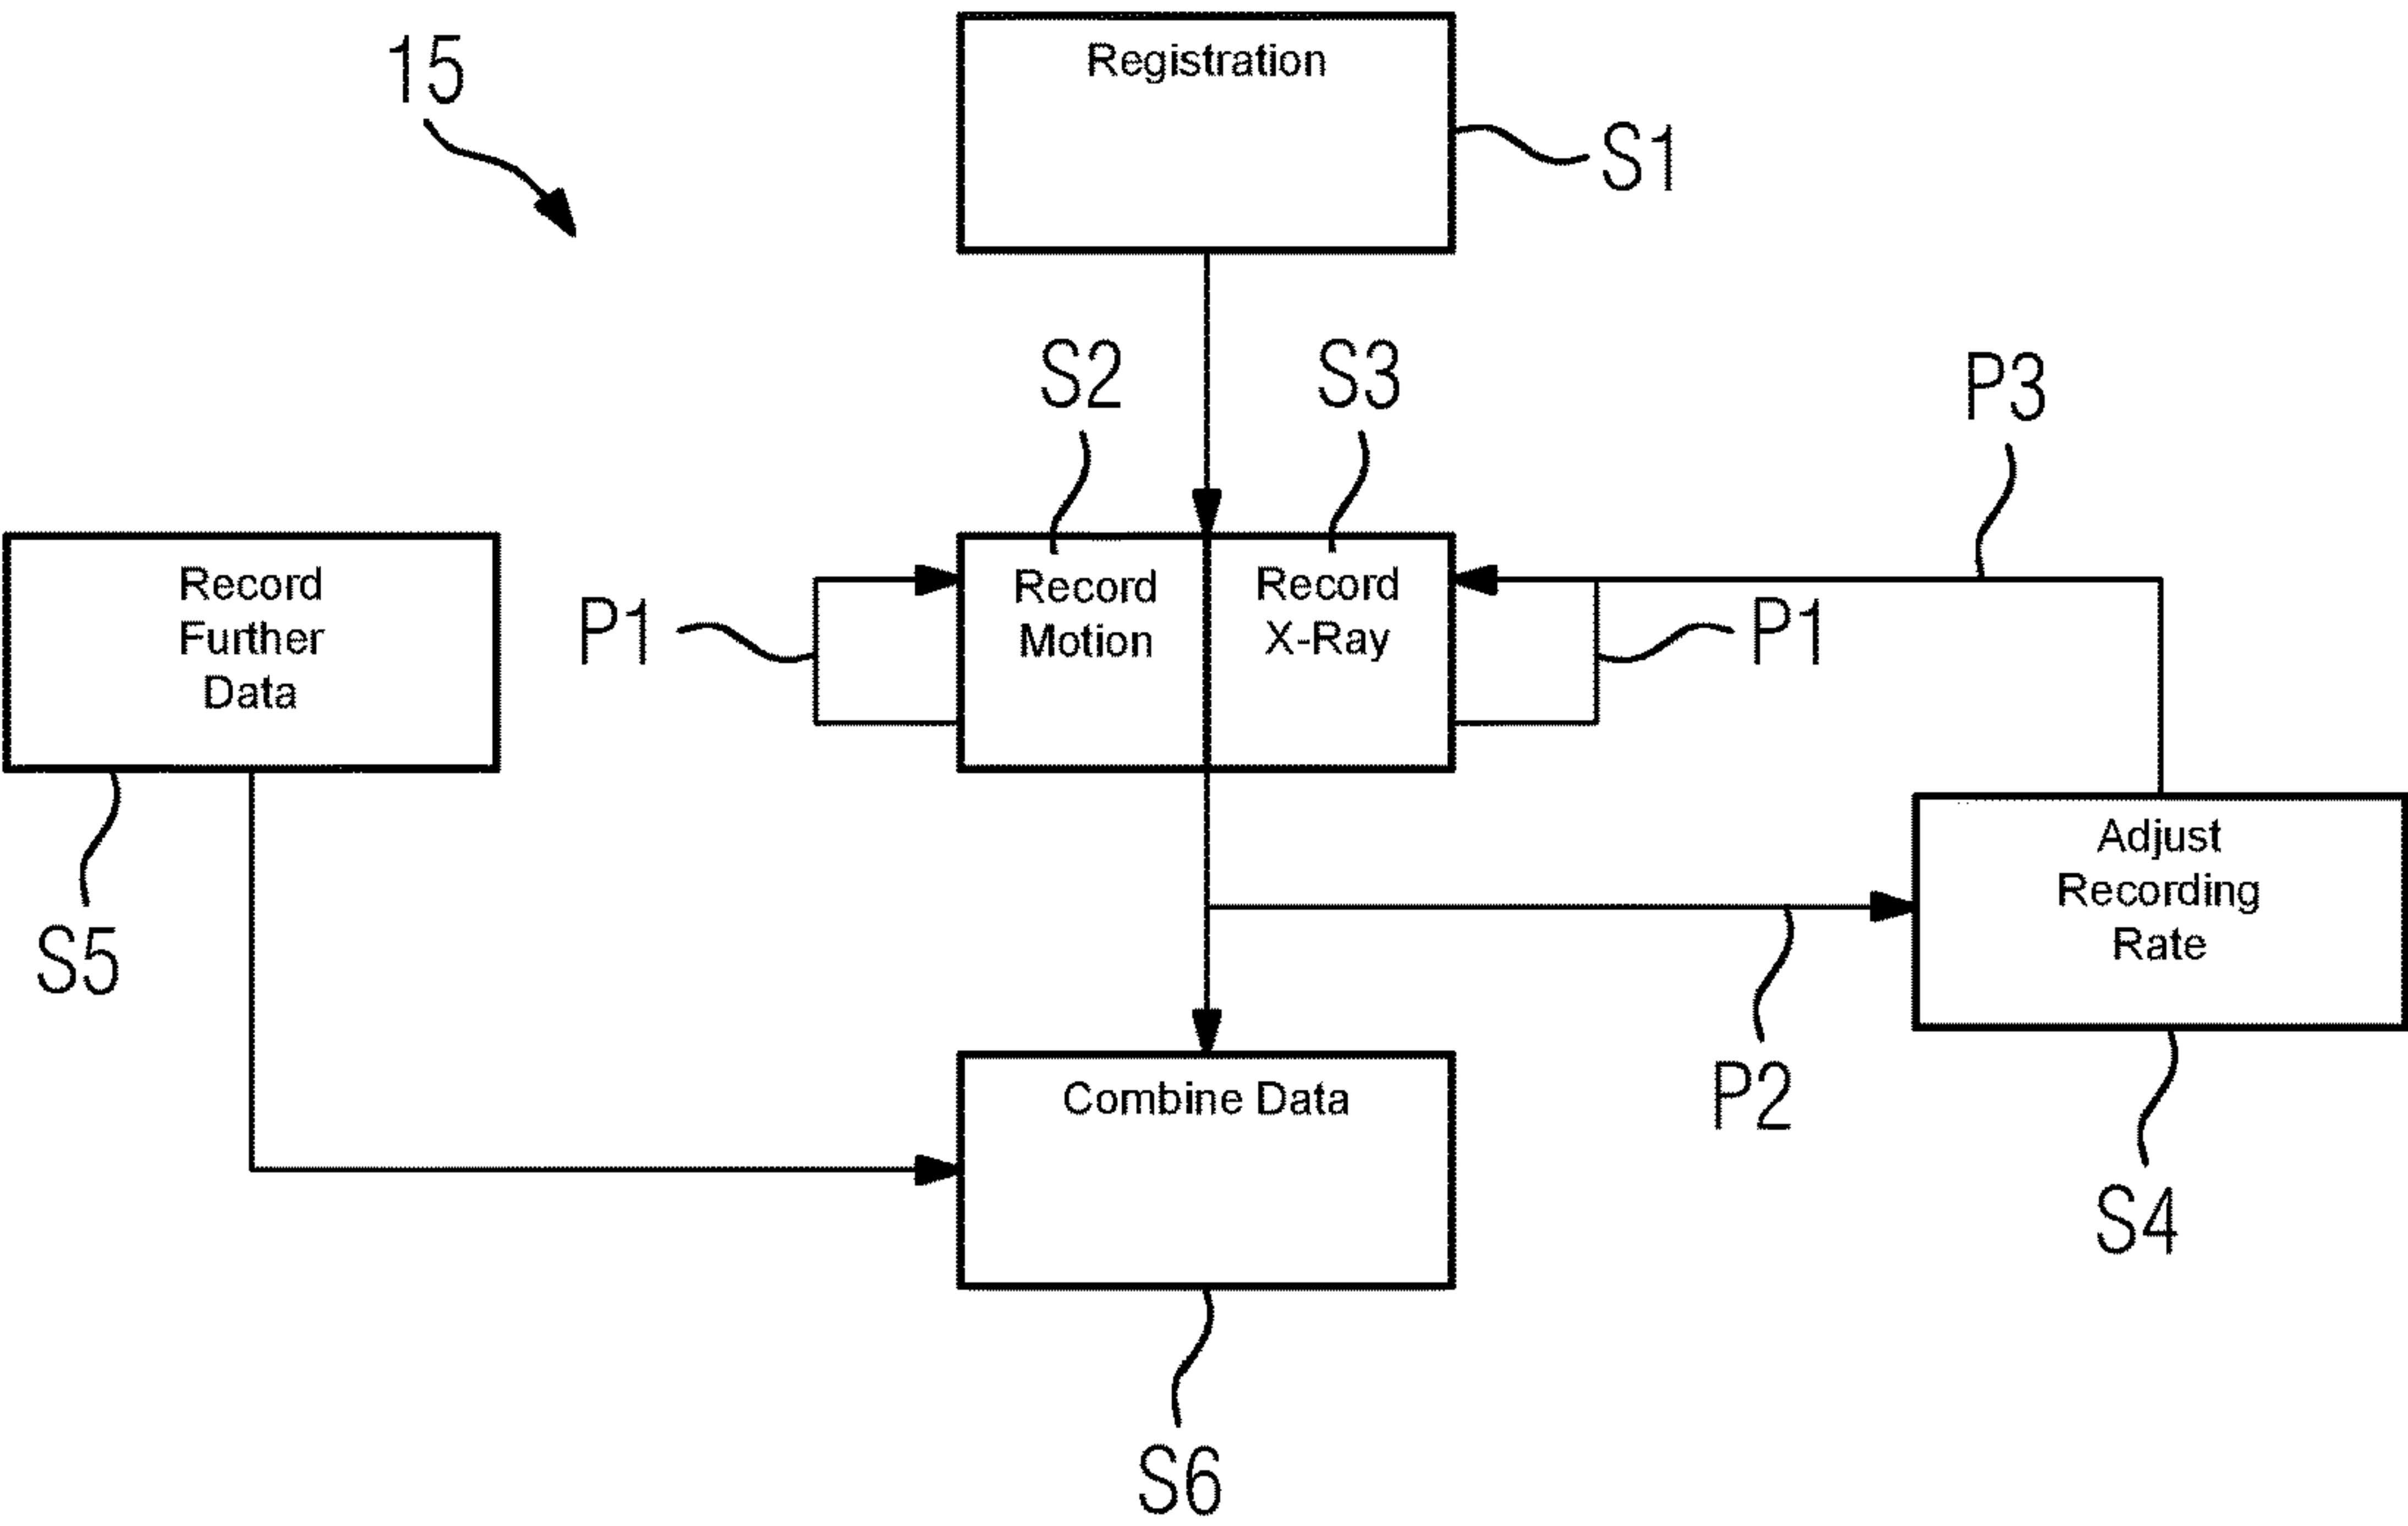 15
Registration
S1
S2
S3
P3
Record
Further
Data
P1
Record
Motion
Record
X-Ray
P1
Adjust
Recording
Rate
S5
P2
Combine Data
S4
S6